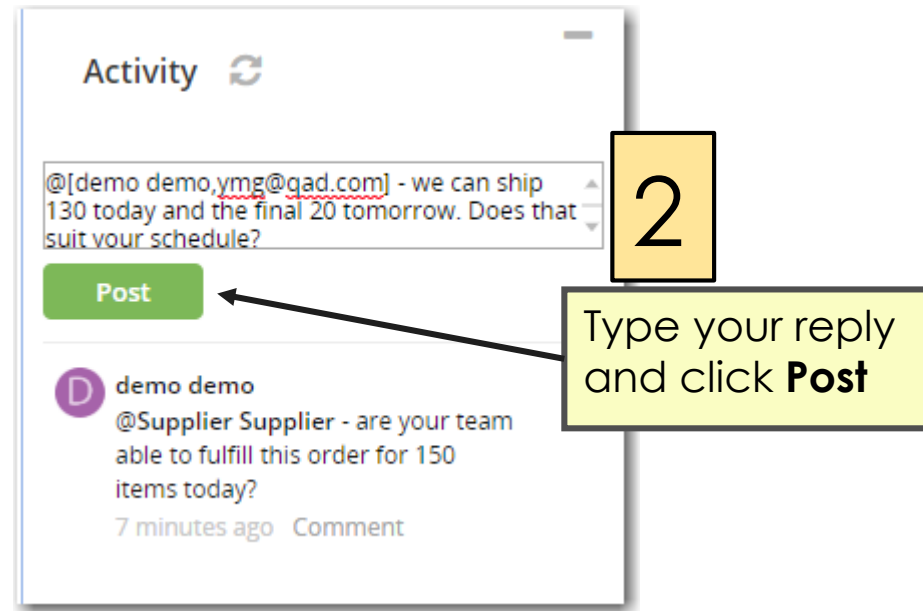 Activity
@[demo demo,ymg@qad.com] - we can ship
130 today and the final 20 tomorrow. Does that
suit your schedule?
Post
2
Type your reply
and click Post
D
demo demo
@Supplier Supplier - are your team
able to fulfill this order for 150
items today?
7 minutes ago Comment